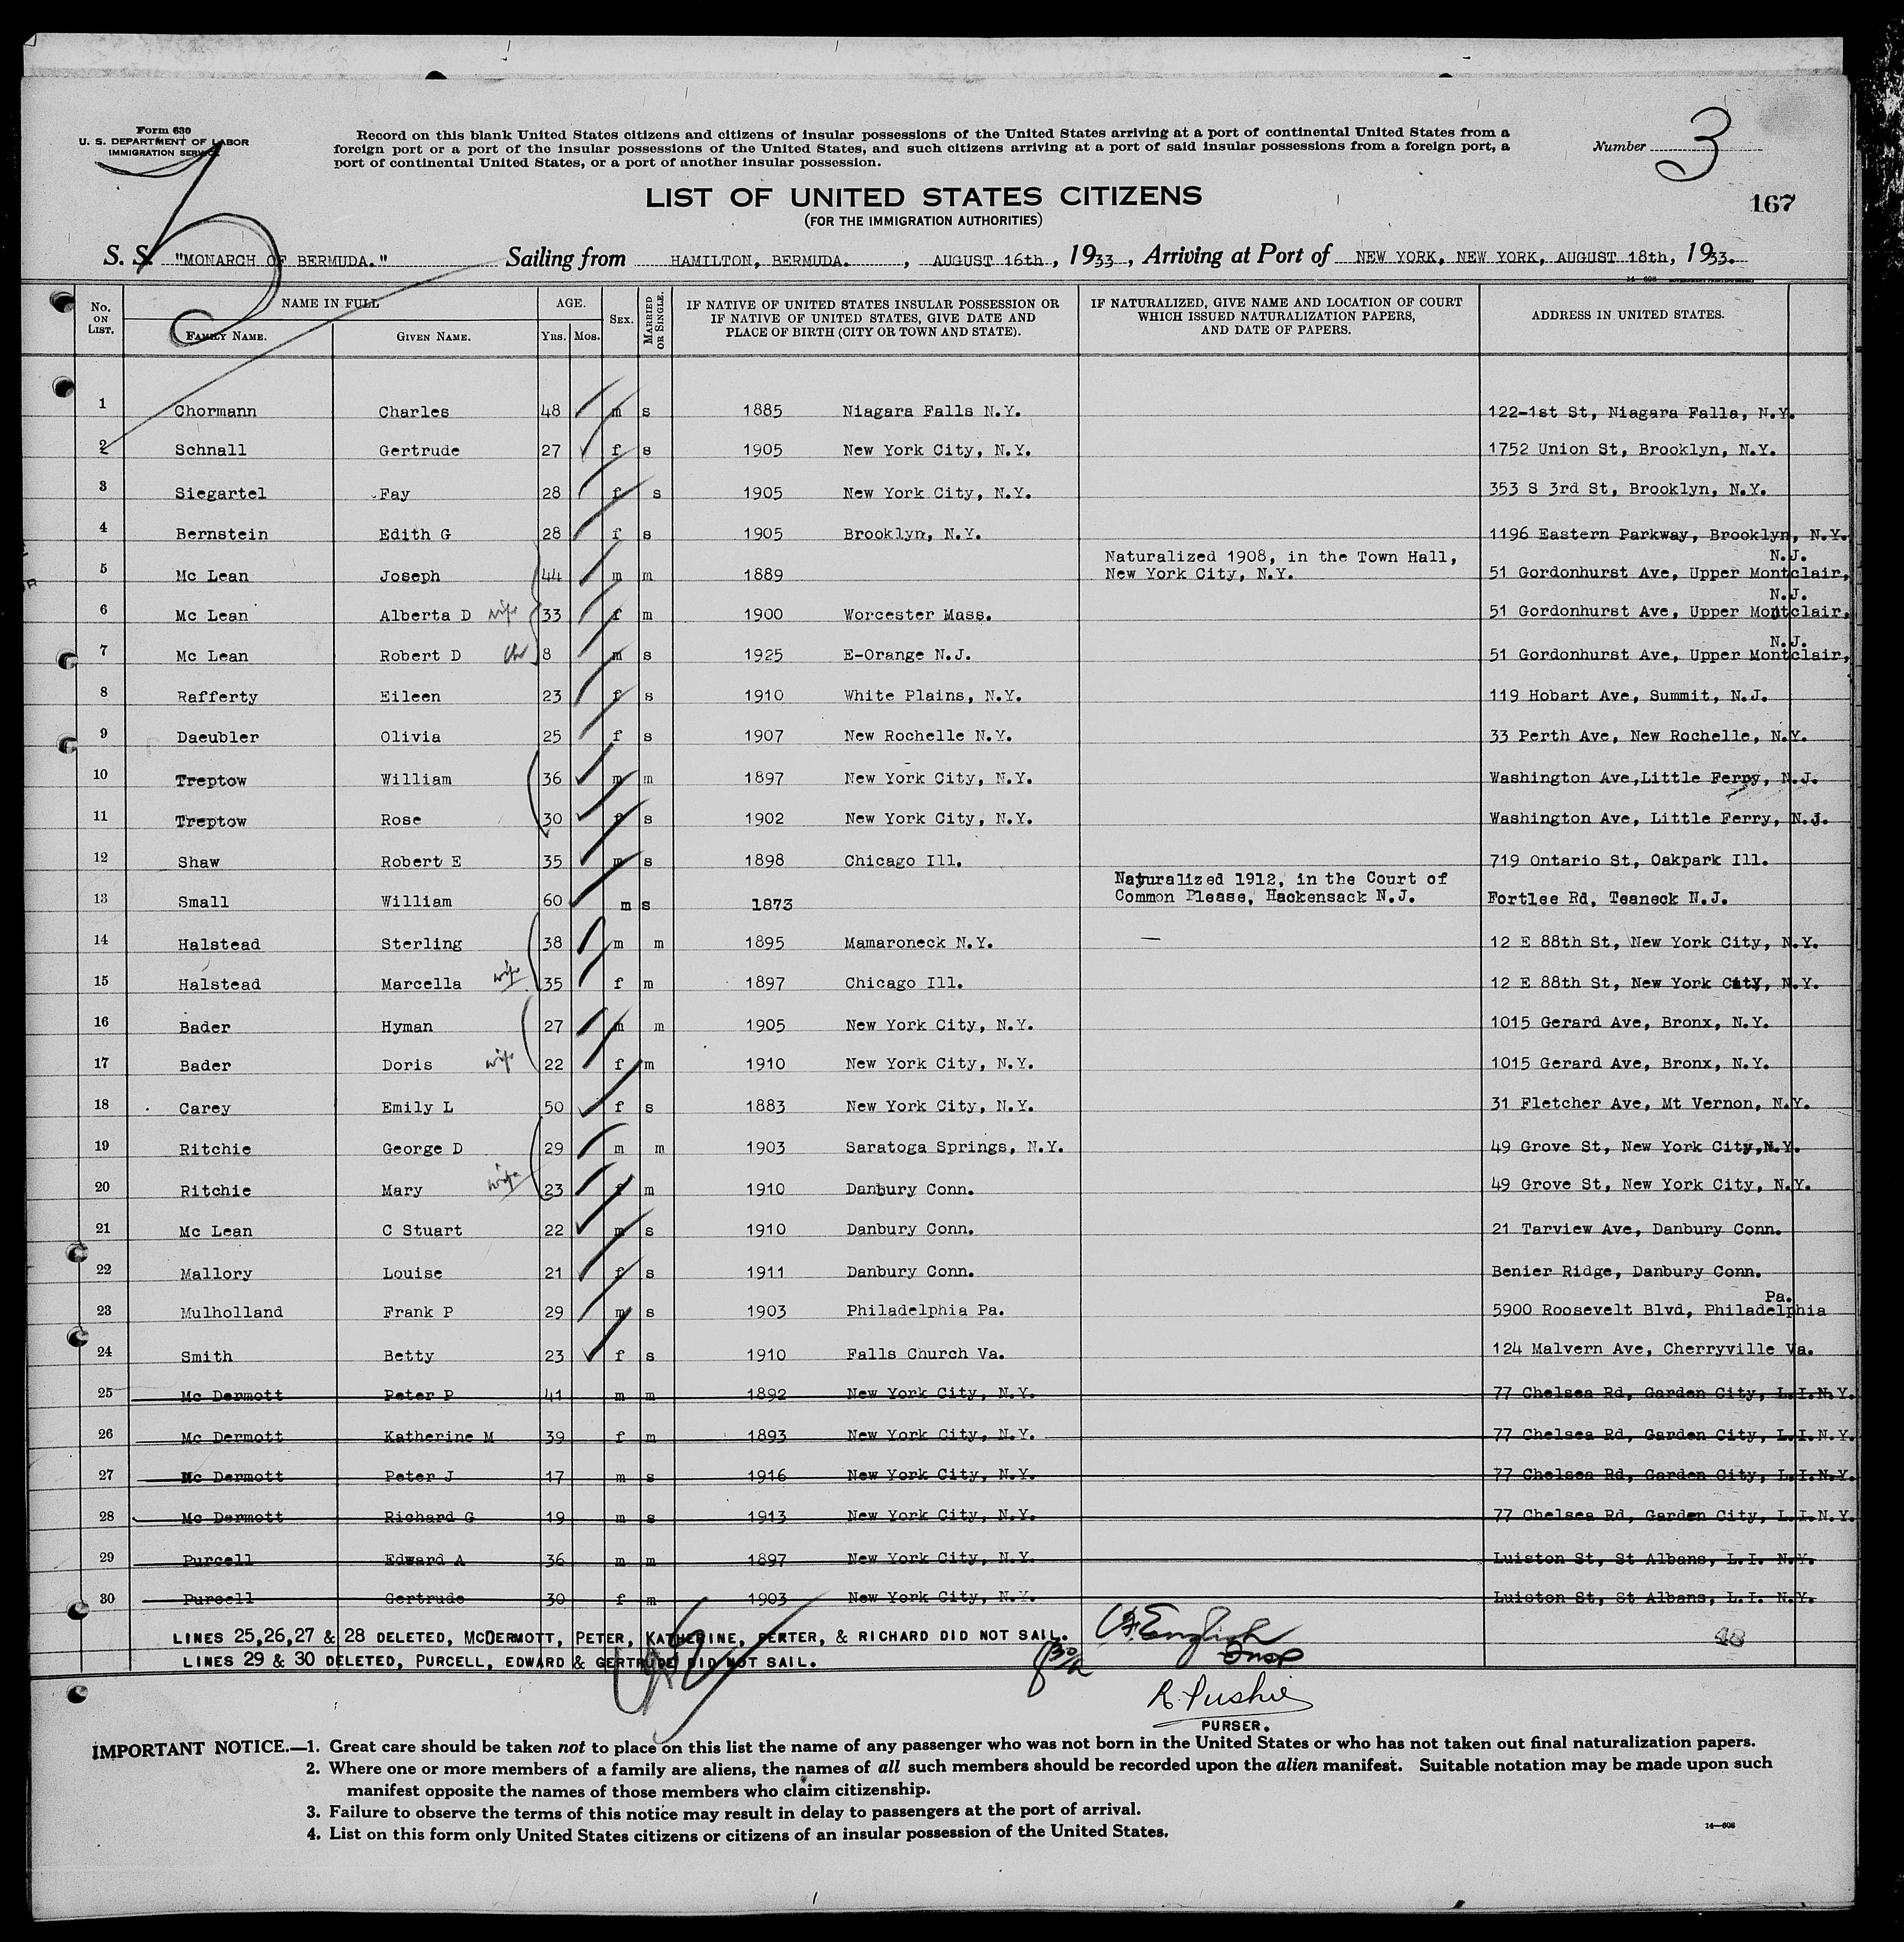 Form 630
U. S. DEPARTMENT OF LABOR
IMMIGRATION SERVICE
Record on this blank United States citizens and citizens of insular possessions of the United States arriving at a port of continental United States from a
foreign port or a port of the insular possessions of the United States, and such citizens arriving at a port of said insular possessions from a foreign port, a
port of continental United States, or a port of another insular possession.
Number 3
167
LIST OF UNITED STATES CITIZENS
(FOR THE IMMIGRATION AUTHORITIES)
S. S. "MONARCH OF BERMUDA." Sailing from HAMILTON, BERMUDA. , AUGUST 16th , 1933 , Arriving at Port of NEW YORK, NEW YORK, AUGUST 18th, 1933.
No. ON LIST. NAME IN FULL FAMILY NAME. GIVEN NAME. AGE. YRS. MOS. SEX. MARRIED OR SINGLE. IF NATIVE OF UNITED STATES INSULAR POSSESSION OR IF NATIVE OF UNITED STATES, GIVE DATE AND PLACE OF BIRTH (CITY OR TOWN AND STATE). IF NATURALIZED, GIVE NAME AND LOCATION OF COURT WHICH ISSUED NATURALIZATION PAPERS, AND DATE OF PAPERS. ADDRESS IN UNITED STATES.
1 Chormann Charles 48 m s 1885 Niagara Falls N.Y. 122-1st St, Niagara Falla, N.Y.
2 Schnall Gertrude 27 f s 1905 New York City, N.Y. 1752 Union St, Brooklyn, N.Y.
3 Siegartel Fay 28 f s 1905 New York City, N.Y. 353 S 3rd St, Brooklyn, N.Y.
4 Bernstein Edith G 28 f s 1905 Brooklyn, N.Y. 1196 Eastern Parkway, Brooklyn, N.Y.
5 Mc Lean Joseph 44 m m 1889 Naturalized 1908, in the Town Hall, New York City, N.Y. 51 Gordonhurst Ave, Upper Montclair, N.J.
6 Mc Lean Alberta D wife 33 f m 1900 Worcester Mass. 51 Gordonhurst Ave, Upper Montclair, N.J.
7 Mc Lean Robert D 8 m s 1925 E-Orange N.J. 51 Gordonhurst Ave, Upper Montclair, N.J.
8 Rafferty Eileen 23 f s 1910 White Plains, N.Y. 119 Hobart Ave, Summit, N.J.
9 Daeubler Olivia 25 f s 1907 New Rochelle N.Y. 33 Perth Ave, New Rochelle, N.Y.
10 Treptow William 36 m m 1897 New York City, N.Y. Washington Ave,Little Ferry, N.J.
11 Treptow Rose 30 f s 1902 New York City, N.Y. Washington Ave, Little Ferry, N.J.
12 Shaw Robert E 35 m s 1898 Chicago Ill. 719 Ontario St, Oakpark Ill.
13 Small William 60 m s 1873 Naturalized 1912, in the Court of Common Please, Hackensack N.J. Fortlee Rd, Teaneck N.J.
14 Halstead Sterling 38 m m 1895 Mamaroneck N.Y. — 12 E 88th St, New York City, N.Y.
15 Halstead Marcella wife 35 f m 1897 Chicago Ill. 12 E 88th St, New York City, N.Y.
16 Bader Hyman 27 m m 1905 New York City, N.Y. 1015 Gerard Ave, Bronx, N.Y.
17 Bader Doris wife 22 f m 1910 New York City, N.Y. 1015 Gerard Ave, Bronx, N.Y.
18 Carey Emily L 50 f s 1883 New York City, N.Y. 31 Fletcher Ave, Mt Vernon, N.Y.
19 Ritchie George D 29 m m 1903 Saratoga Springs, N.Y. 49 Grove St, New York City,N.Y.
20 Ritchie Mary wife 23 f m 1910 Danbury Conn. 49 Grove St, New York City, N.Y.
21 Mc Lean C Stuart 22 m s 1910 Danbury Conn. 21 Tarview Ave, Danbury Conn.
22 Mallory Louise 21 f s 1911 Danbury Conn. Benier Ridge, Danbury Conn.
23 Mulholland Frank P 29 m s 1903 Philadelphia Pa. 5900 Roosevelt Blvd, Philadelphia Pa.
24 Smith Betty 23 f s 1910 Falls Church Va. 124 Malvern Ave, Cherryville Va.
25 Mc Dermott Peter P 41 m m 1892 New York City, N.Y. 77 Chelsea Rd, Garden City, L.I.N.Y.
26 Mc Dermott Katherine M 39 f m 1893 New York City, N.Y. 77 Chelsea Rd, Garden City, L.I.N.Y.
27 Mc Dermott Peter J 17 m s 1916 New York City, N.Y. 77 Chelsea Rd, Garden City, L.I.N.Y.
28 Mc Dermott Richard G 19 m s 1913 New York City, N.Y. 77 Chelsea Rd, Garden City, L.I.N.Y.
29 Purcell Edward A 36 m m 1897 New York City, N.Y. Luiston St, St Albans, L.I. N.Y.
30 Purcell Gertrude 30 f m 1903 New York City, N.Y. Luiston St, St Albans, L.I. N.Y.
LINES 25,26,27 & 28 DELETED, MCDERMOTT, PETER, KATHERINE, PERTER, & RICHARD DID NOT SAIL.
LINES 29 & 30 DELETED, PURCELL, EDWARD & GERTRUDE DID NOT SAIL.
English
Insp
48
R. Pushie
PURSER.
IMPORTANT NOTICE.—1. Great care should be taken not to place on this list the name of any passenger who was not born in the United States or who has not taken out final naturalization papers.
2. Where one or more members of a family are aliens, the names of all such members should be recorded upon the alien manifest. Suitable notation may be made upon such
manifest opposite the names of those members who claim citizenship.
3. Failure to observe the terms of this notice may result in delay to passengers at the port of arrival.
4. List on this form only United States citizens or citizens of an insular possession of the United States.
14—608